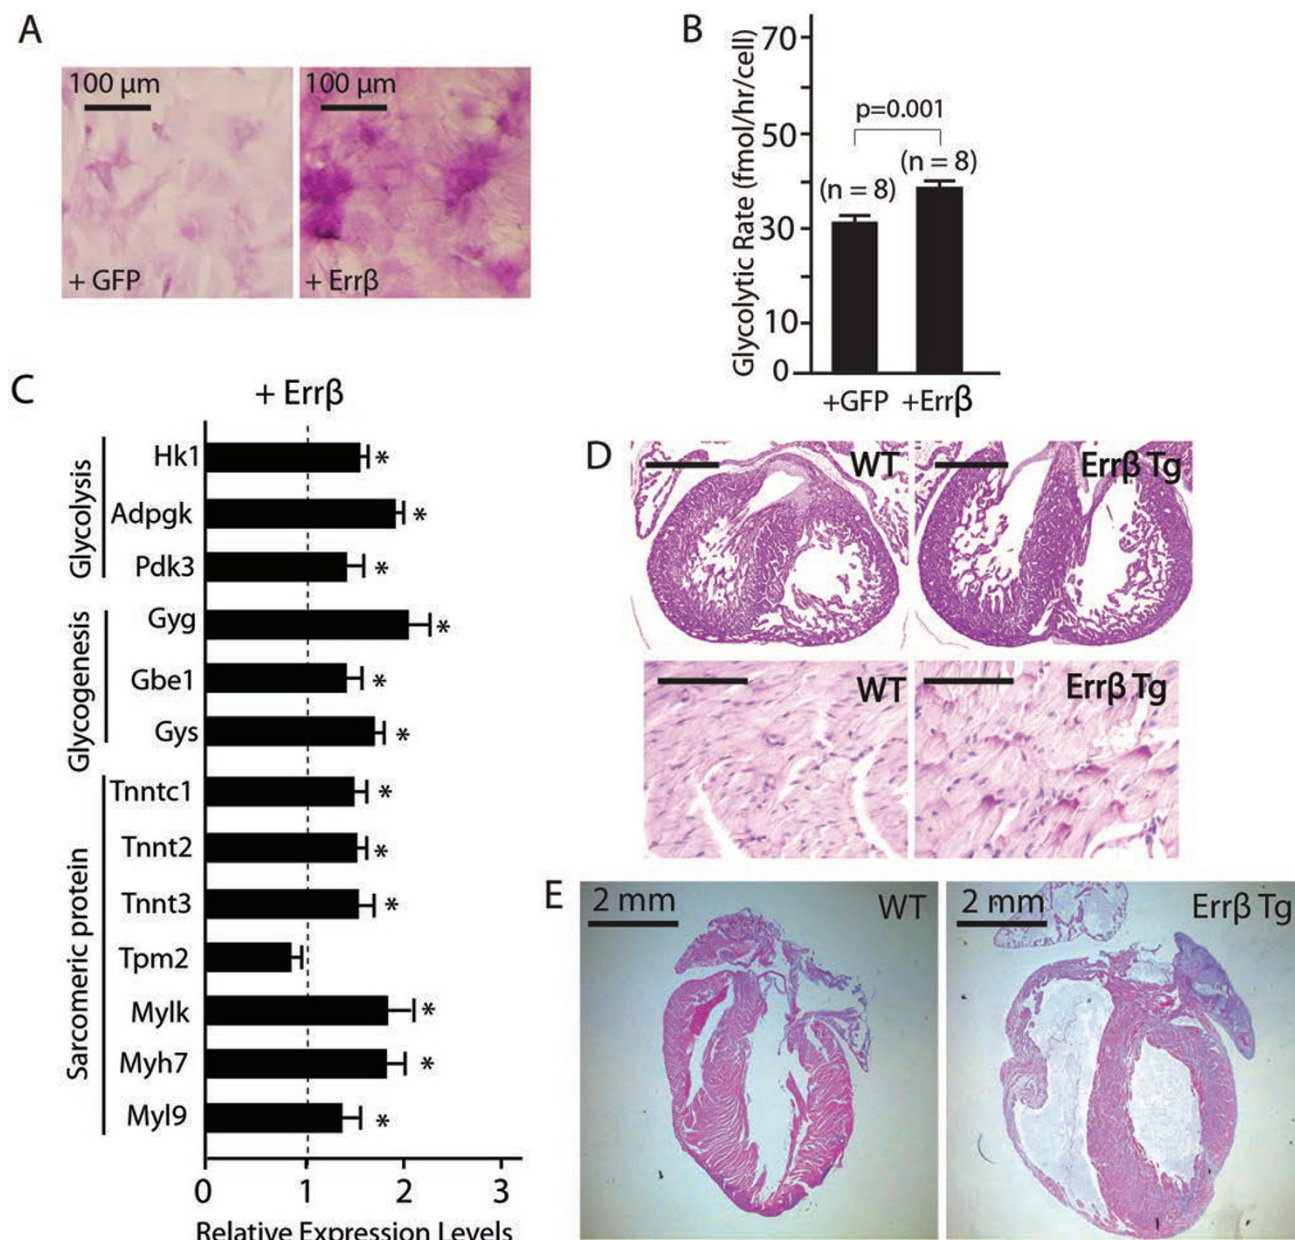 A
100 µm
100 µm
+ GFP
+ Errβ
B
Glycolytic Rate (fmol/hr/cell)
70
50
30
10
0
p=0.001
(n = 8)
(n = 8)
+GFP
+Errβ
C
+ Errβ
Glycolysis
Hk1
*
Adpgk
*
Pdk3
*
Glycogenesis
Gyg
*
Gbe1
*
Gys
*
Sarcomeric protein
Tnntc1
*
Tnnt2
*
Tnnt3
*
Tpm2
Mylk
*
Myh7
*
Myl9
*
0
1
2
3
Relative Expression Levels
D
WT
Errβ Tg
WT
Errβ Tg
E
2 mm
WT
2 mm
Errβ Tg